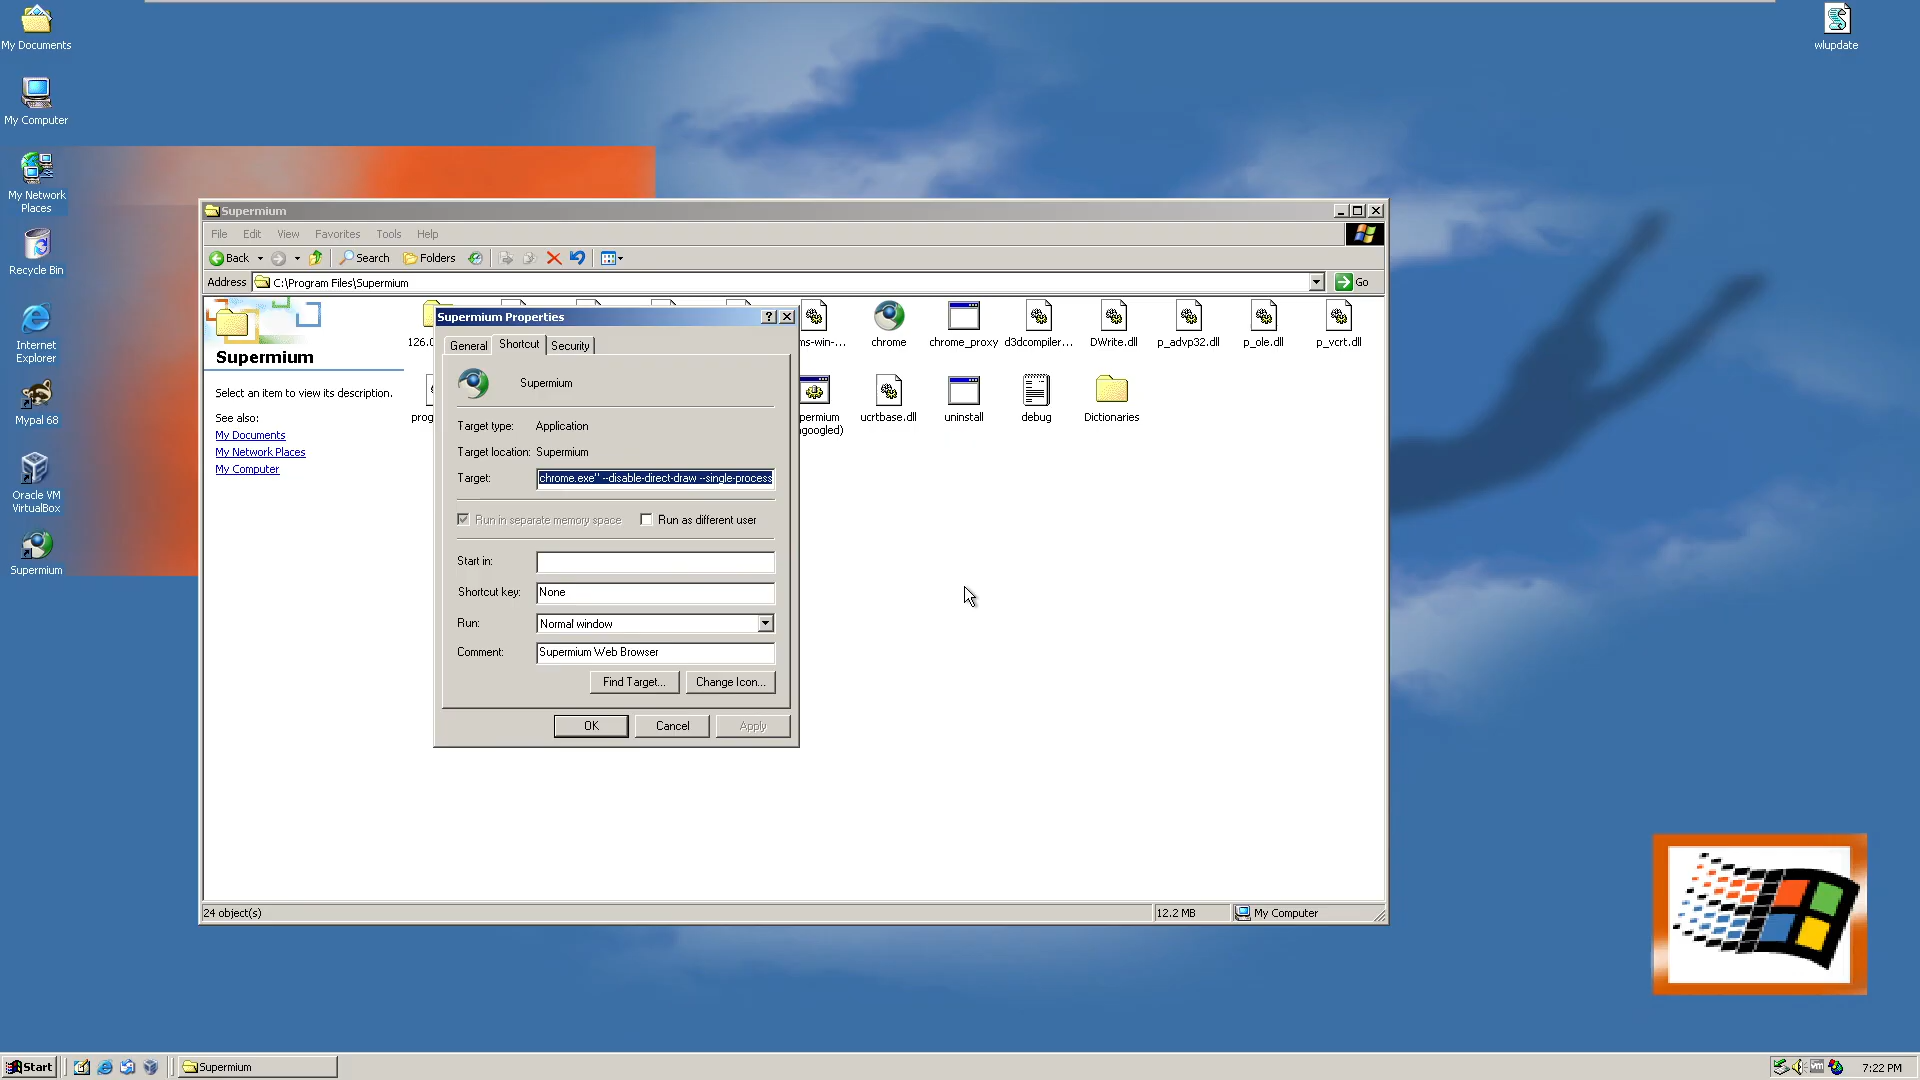 My Documents
My Computer
My Network
Places
Recycle Bin
Internet
Explorer
Mypal 68
Oracle VM
VirtualBox
Supermium
wlupdate
Supermium
File Edit View Favorites Tools Help
Back Search Folders
Address C:\Program Files\Supermium Go
Supermium
Select an item to view its description.
See also:
My Documents
My Network Places
My Computer
chrome chrome_proxy d3dcompiler... DWrite.dll p_advp32.dll p_ole.dll p_vcrt.dll
ucrtbase.dll uninstall debug Dictionaries
Supermium Properties
General Shortcut Security
Supermium
Target type: Application
Target location: Supermium
Target: chrome.exe" --disable-direct-draw --single-process
Run in separate memory space Run as different user
Start in:
Shortcut key: None
Run: Normal window
Comment: Supermium Web Browser
Find Target... Change Icon...
OK Cancel Apply
24 object(s) 12.2 MB My Computer
Start Supermium 7:22 PM